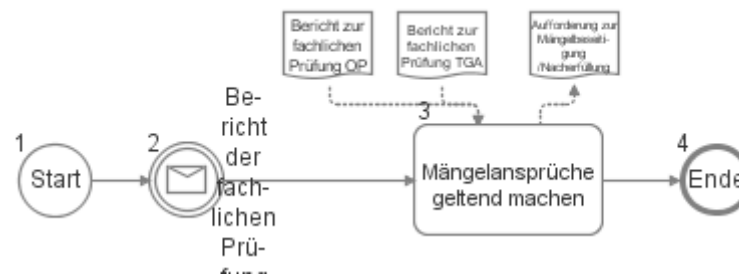 Bericht zur
fachlichen
Prüfung OP
Bericht zur
fachlichen
Prüfung TGA
Aufforderung zur
Mängelbeseiti-
gung
/Nacherfüllung
1
Start
2
Be-
richt
der
fach-
lichen
Prü-
fung
3
Mängelansprüche
geltend machen
4
Ende